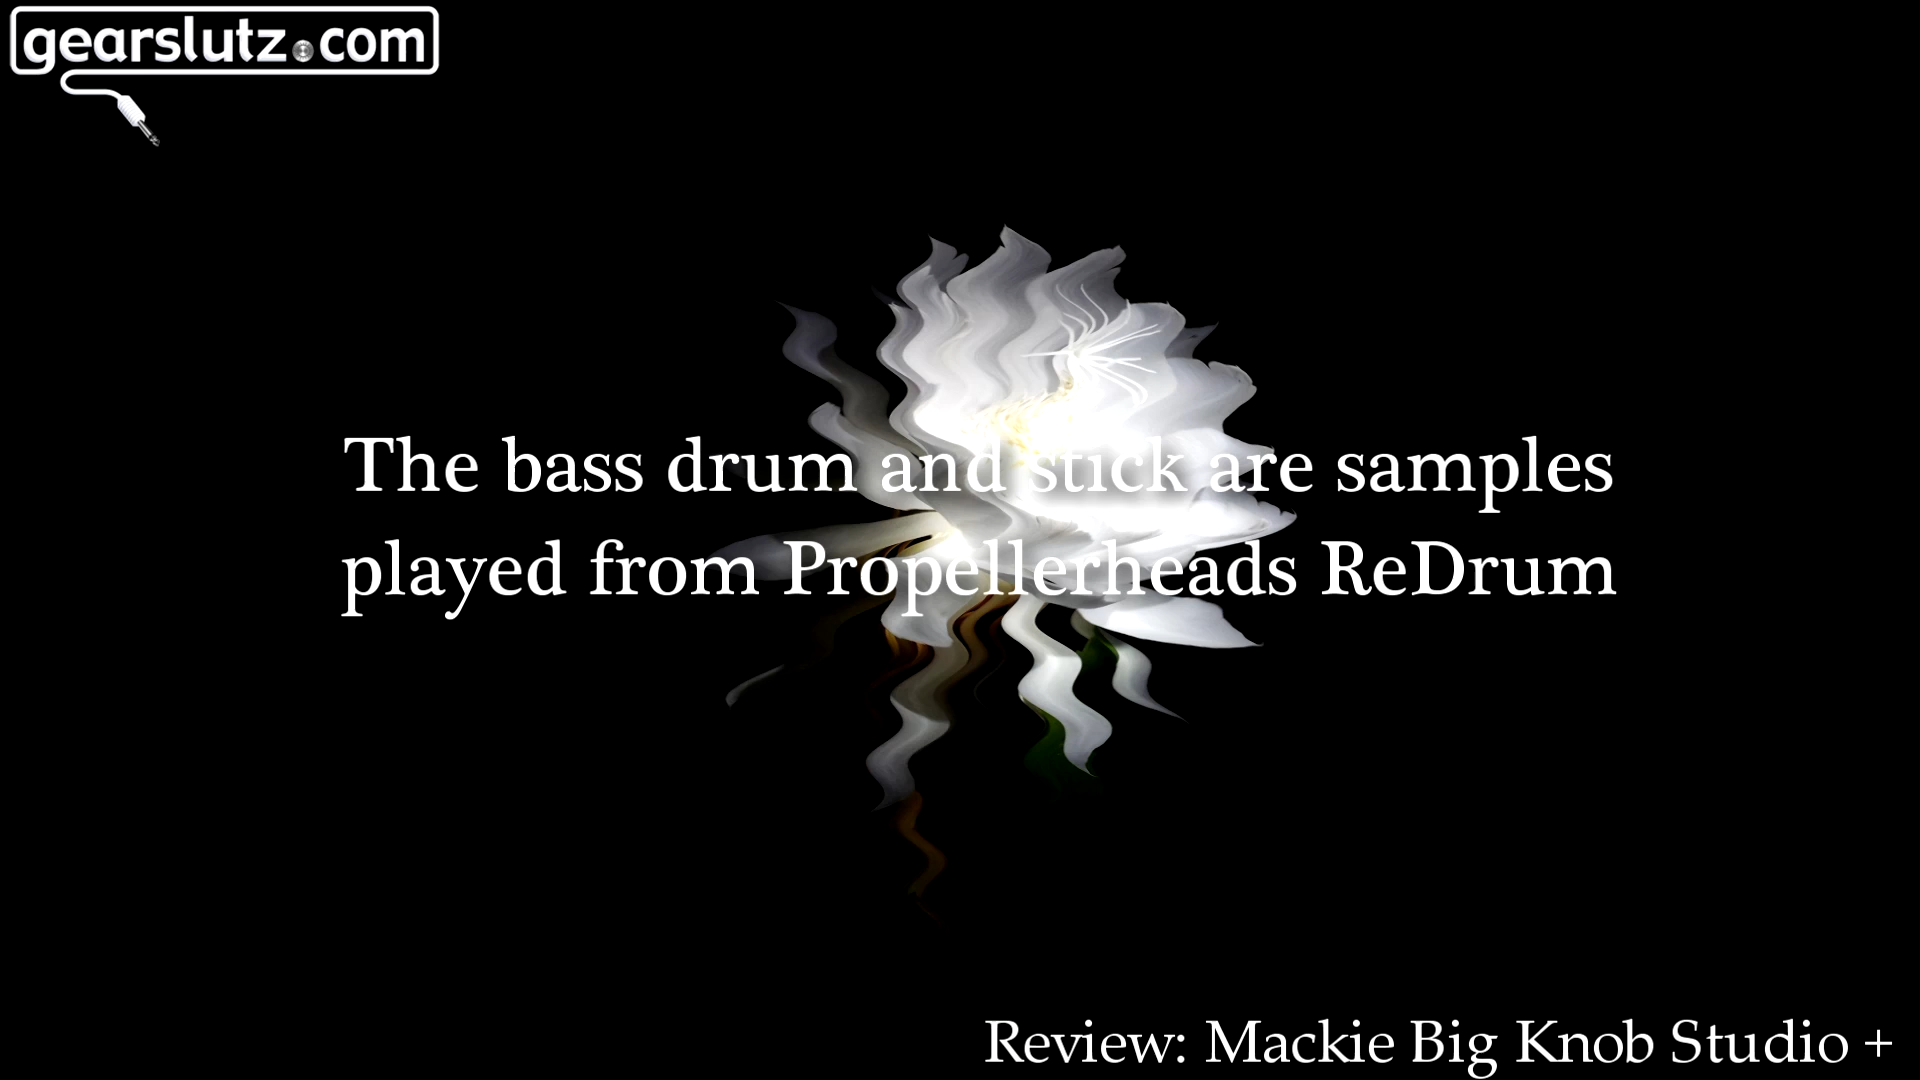 gearslutz.com
The bass drum and stick are samples
played from Propellerheads ReDrum
Review: Mackie Big Knob Studio +